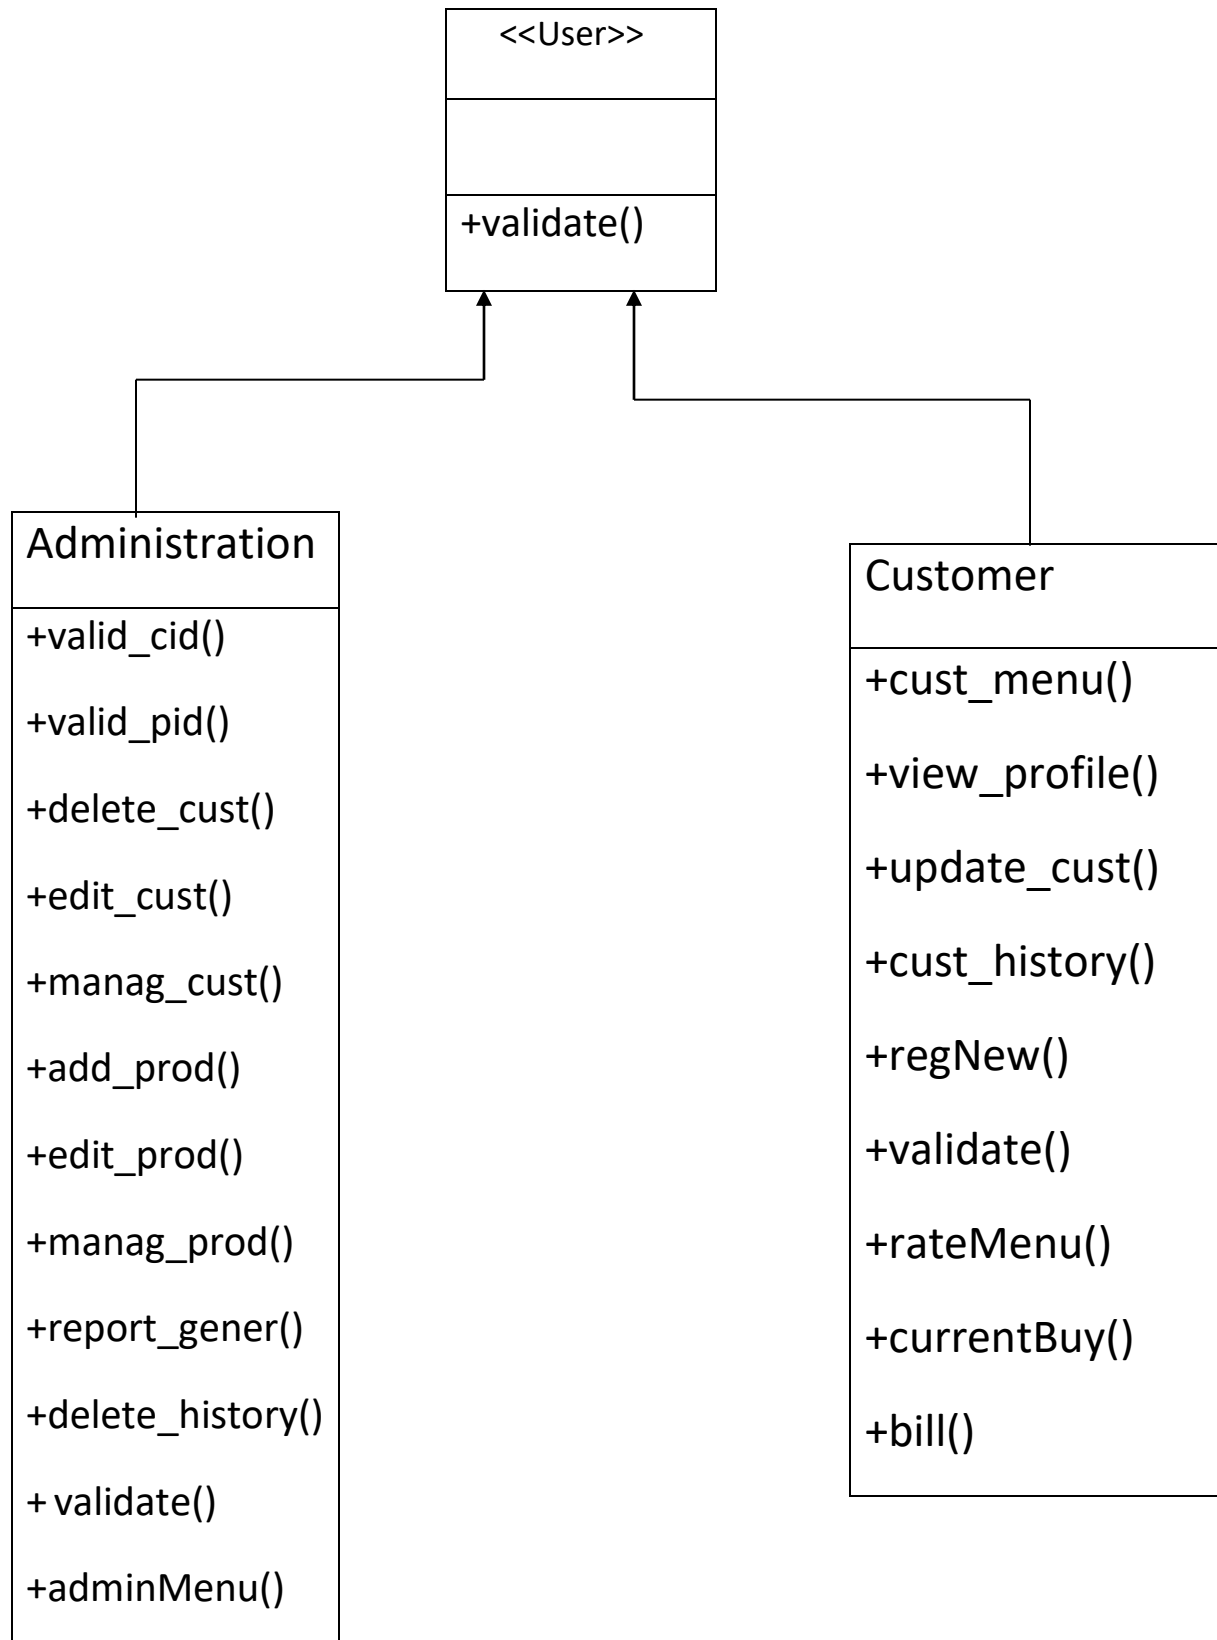 <<User>>
+validate()
Administration
+valid_cid()
+valid_pid()
+delete_cust()
+edit_cust()
+manag_cust()
+add_prod()
+edit_prod()
+manag_prod()
+report_gener()
+delete_history()
+ validate()
+adminMenu()
Customer
+cust_menu()
+view_profile()
+update_cust()
+cust_history()
+regNew()
+validate()
+rateMenu()
+currentBuy()
+bill()